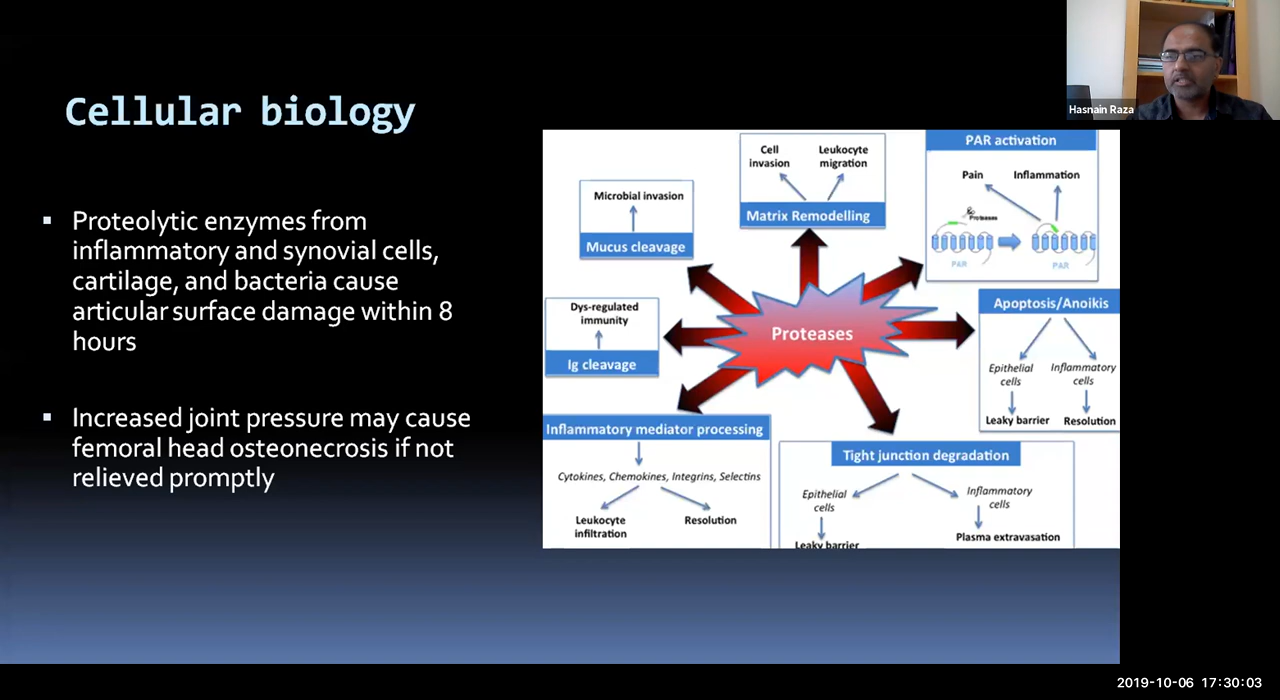 Hasnain Raza
Cellular biology
Proteolytic enzymes from
inflammatory and synovial cells,
cartilage, and bacteria cause
articular surface damage within 8
hours
Increased joint pressure may cause
femoral head osteonecrosis if not
relieved promptly
Cell
invasion
Leukocyte
migration
Matrix Remodelling
PAR activation
Pain
Inflammation
Proteases
PAR
PAR
Microbial invasion
Mucus cleavage
Dys-regulated
immunity
Ig cleavage
Proteases
Apoptosis/Anoikis
Epithelial
cells
Inflammatory
cells
Leaky barrier
Resolution
Inflammatory mediator processing
Cytokines, Chemokines, Integrins, Selectins
Leukocyte
infiltration
Resolution
Tight junction degradation
Epithelial
cells
Inflammatory
cells
Leaky barrier
Plasma extravasation
2019-10-06 17:30:03